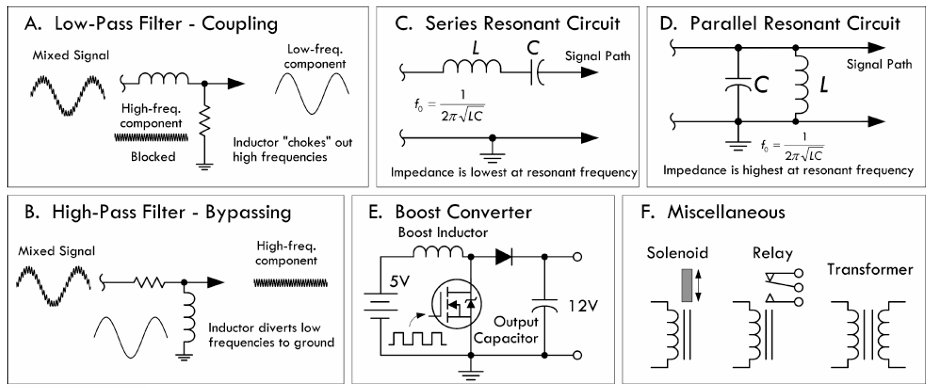 A. Low-Pass Filter - Coupling
Mixed Signal
Low-freq.
component
High-freq.
component
Blocked
Inductor "chokes" out
high frequencies
B. High-Pass Filter - Bypassing
Mixed Signal
High-freq.
component
Inductor diverts low
frequencies to ground
C. Series Resonant Circuit
L
C
Signal Path
f₀ = 1 / 2π√LC
Impedance is lowest at resonant frequency
D. Parallel Resonant Circuit
Signal Path
C
L
f₀ = 1 / 2π√LC
Impedance is highest at resonant frequency
E. Boost Converter
Boost Inductor
5V
12V
Output
Capacitor
F. Miscellaneous
Solenoid
Relay
Transformer